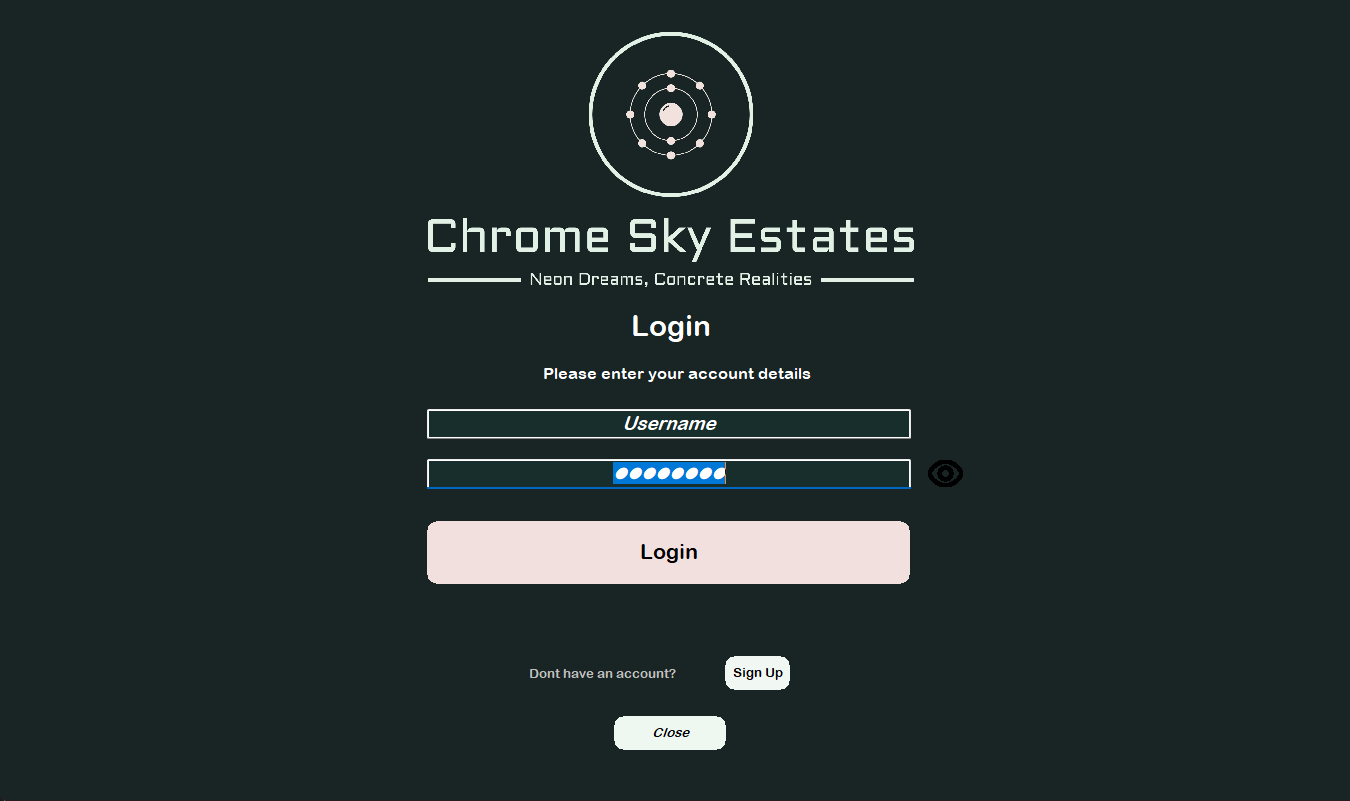 Chrome Sky Estates
Neon Dreams, Concrete Realities
Login
Please enter your account details
Username
●●●●●●●●
Login
Dont have an account? Sign Up
Close